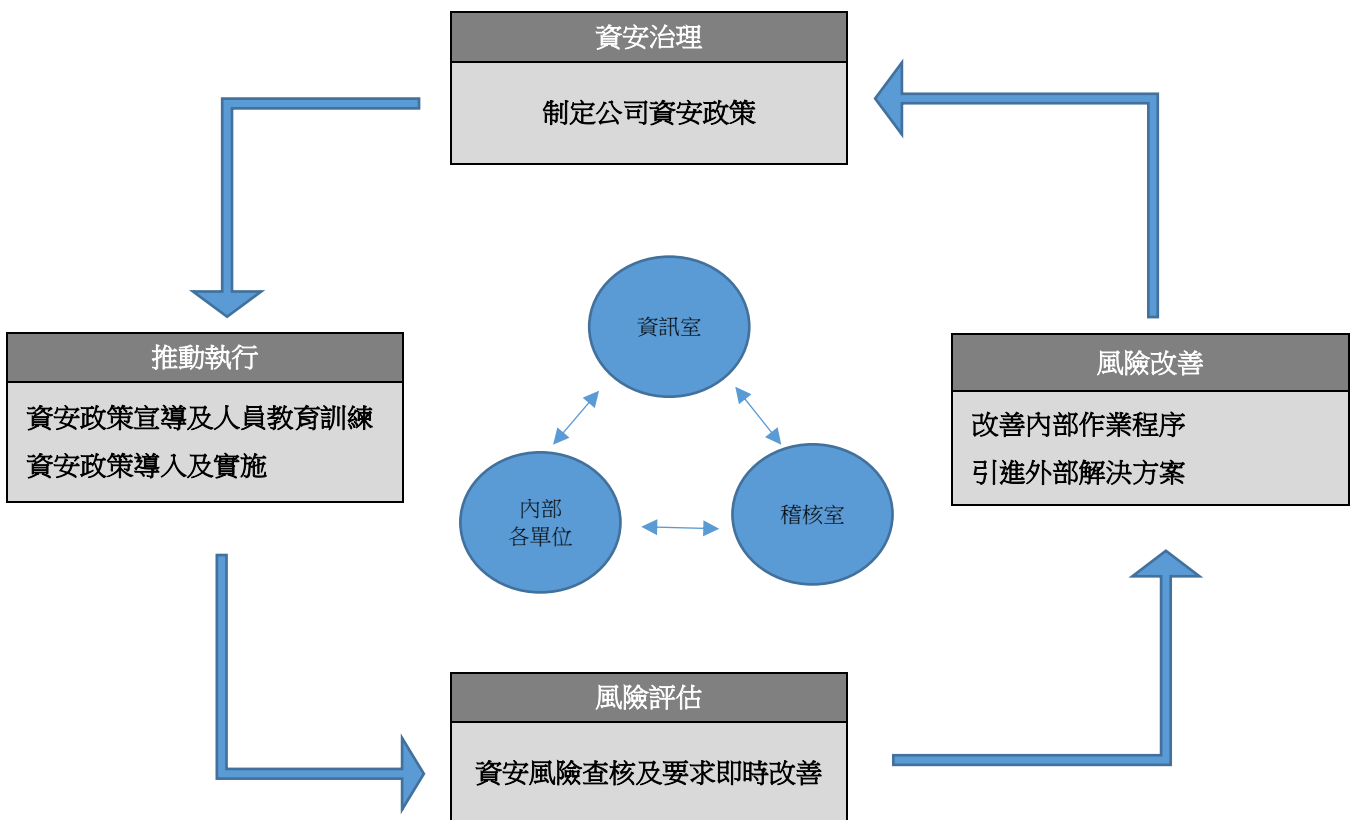 資安治理
制定公司資安政策
資訊室
推動執行
資安政策宣導及人員教育訓練
資安政策導入及實施
風險改善
改善內部作業程序
引進外部解決方案
內部
各單位
稽核室
風險評估
資安風險查核及要求即時改善